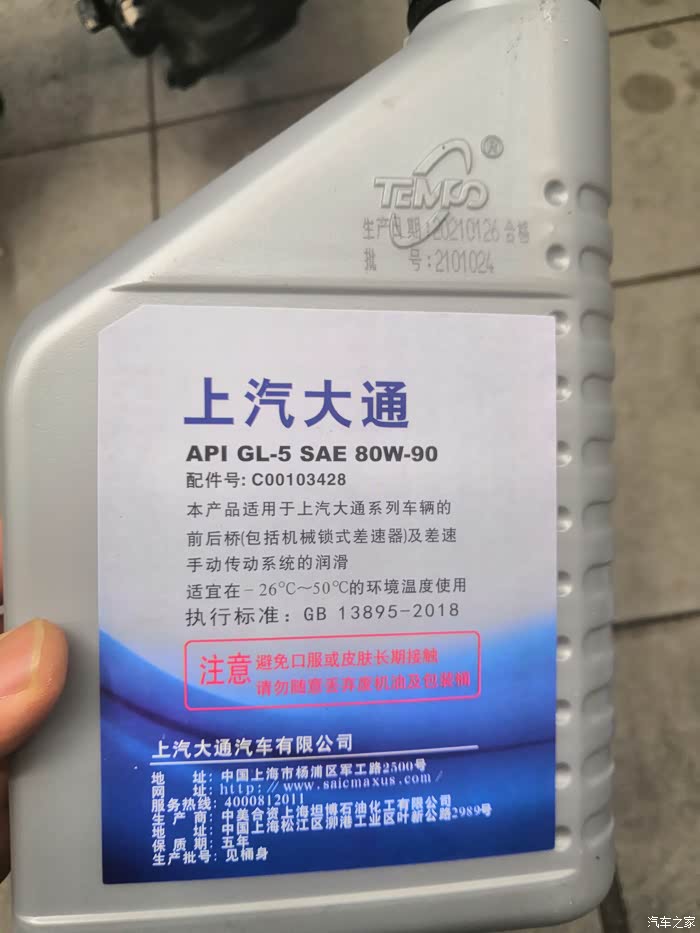 TEMPO ®
生产日期:20210126 合格
批 号:2101024
上汽大通
API GL-5 SAE 80W-90
配件号: C00103428
本产品适用于上汽大通系列车辆的
前后桥(包括机械锁式差速器)及差速
手动传动系统的润滑
适宜在-26℃~50℃的环境温度使用
执行标准: GB 13895-2018
注意 避免口服或皮肤长期接触
请勿随意丢弃废机油及包装桶
上汽大通汽车有限公司
地 址: 中国上海市杨浦区军工路2500号
网 址: http://www.saicmaxus.com/
服务热线: 4000812011
生 产 商: 中美合资上海坦博石油化工有限公司
地 址: 中国上海松江区泖港工业区叶新公路2989号
保 质 期: 五年
生产批号: 见桶身
汽车之家